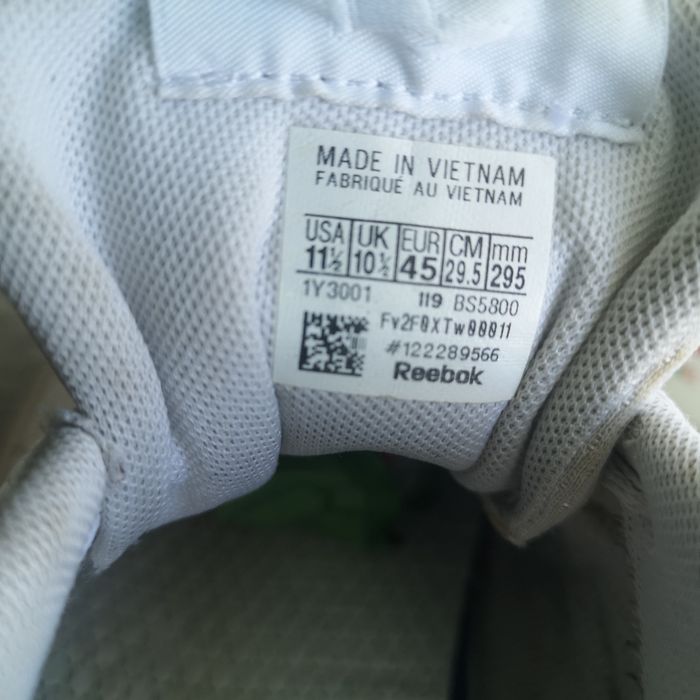 MADE IN VIETNAM
FABRIQUÉ AU VIETNAM
USA UK EUR CM mm
11½ 10½ 45 29.5 295
1Y3001 119 BS5800
Fv2F0XTw00011
#122289566
Reebok